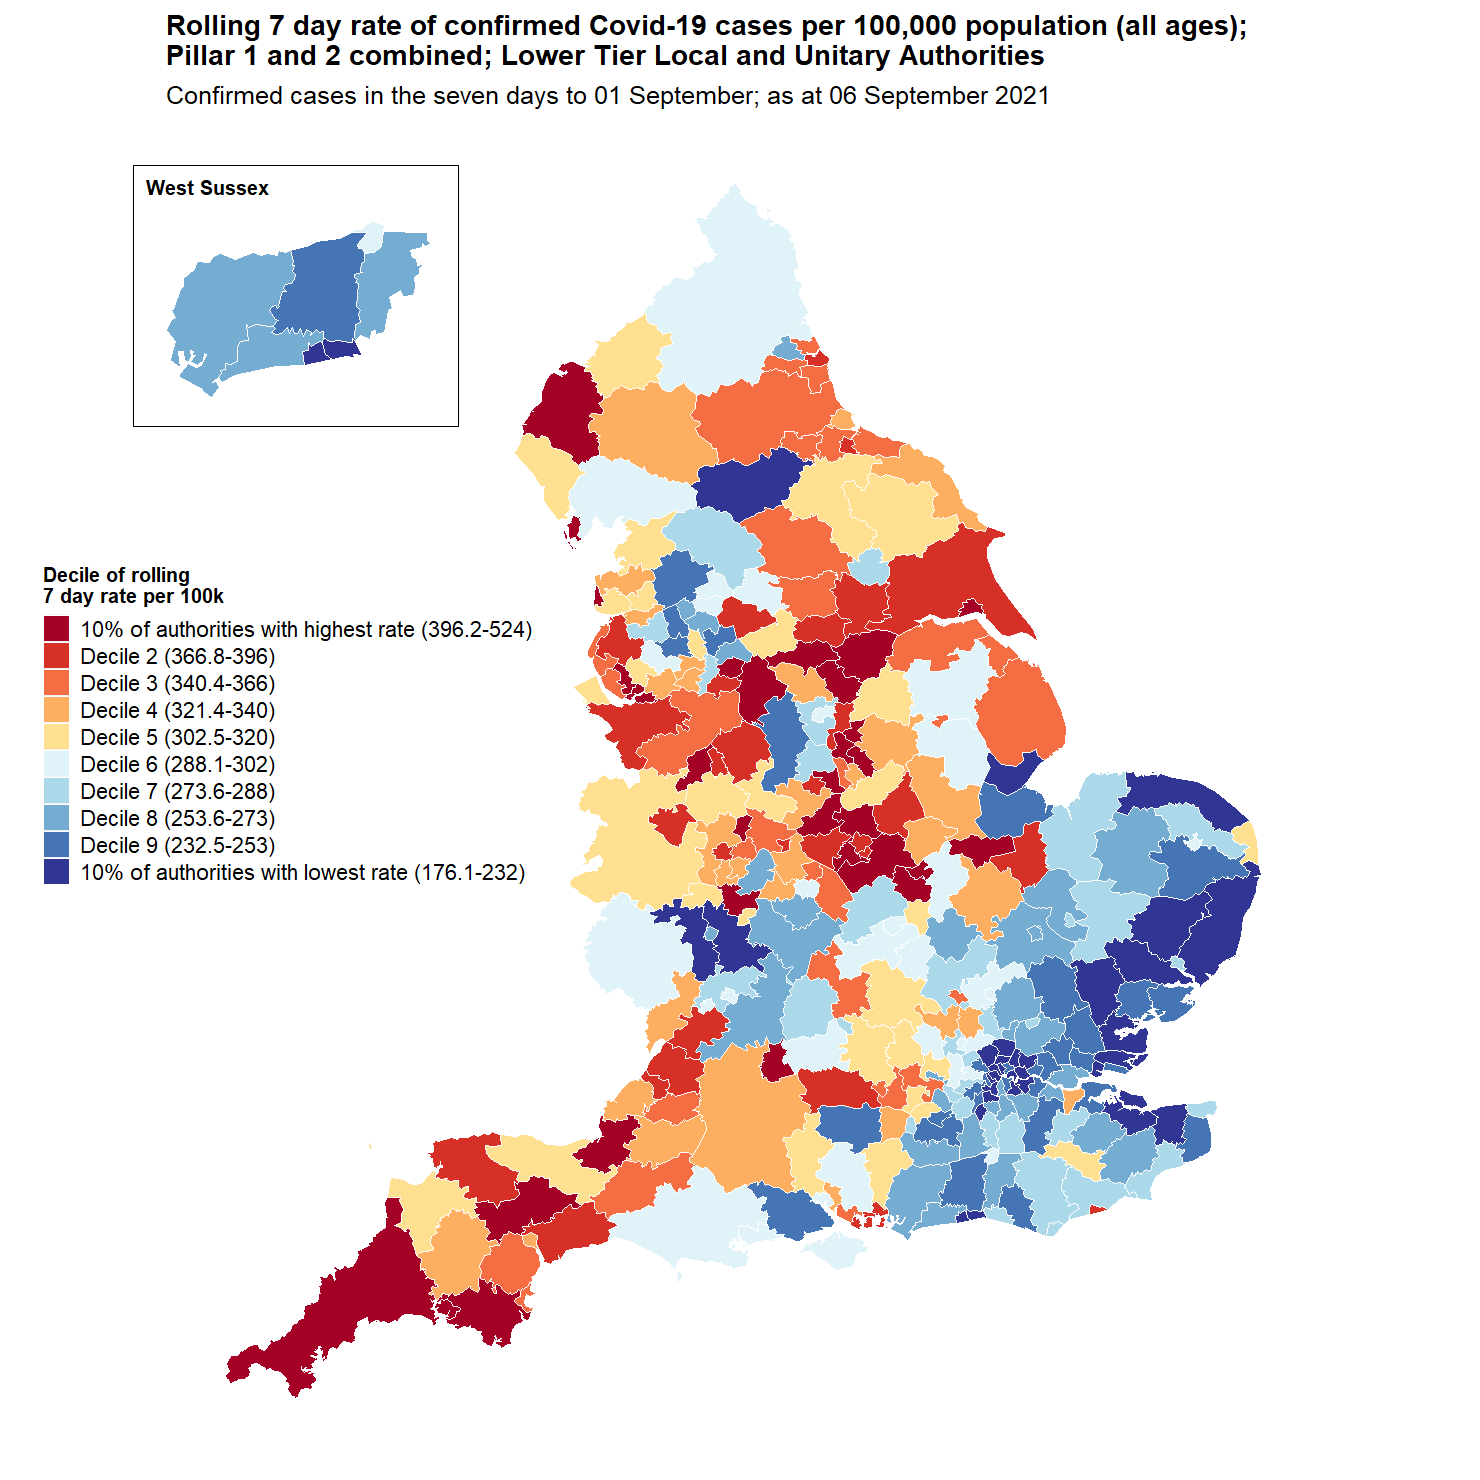 Rolling 7 day rate of confirmed Covid-19 cases per 100,000 population (all ages);
Pillar 1 and 2 combined; Lower Tier Local and Unitary Authorities
Confirmed cases in the seven days to 01 September; as at 06 September 2021
West Sussex
Decile of rolling
7 day rate per 100k
10% of authorities with highest rate (396.2-524)
Decile 2 (366.8-396)
Decile 3 (340.4-366)
Decile 4 (321.4-340)
Decile 5 (302.5-320)
Decile 6 (288.1-302)
Decile 7 (273.6-288)
Decile 8 (253.6-273)
Decile 9 (232.5-253)
10% of authorities with lowest rate (176.1-232)